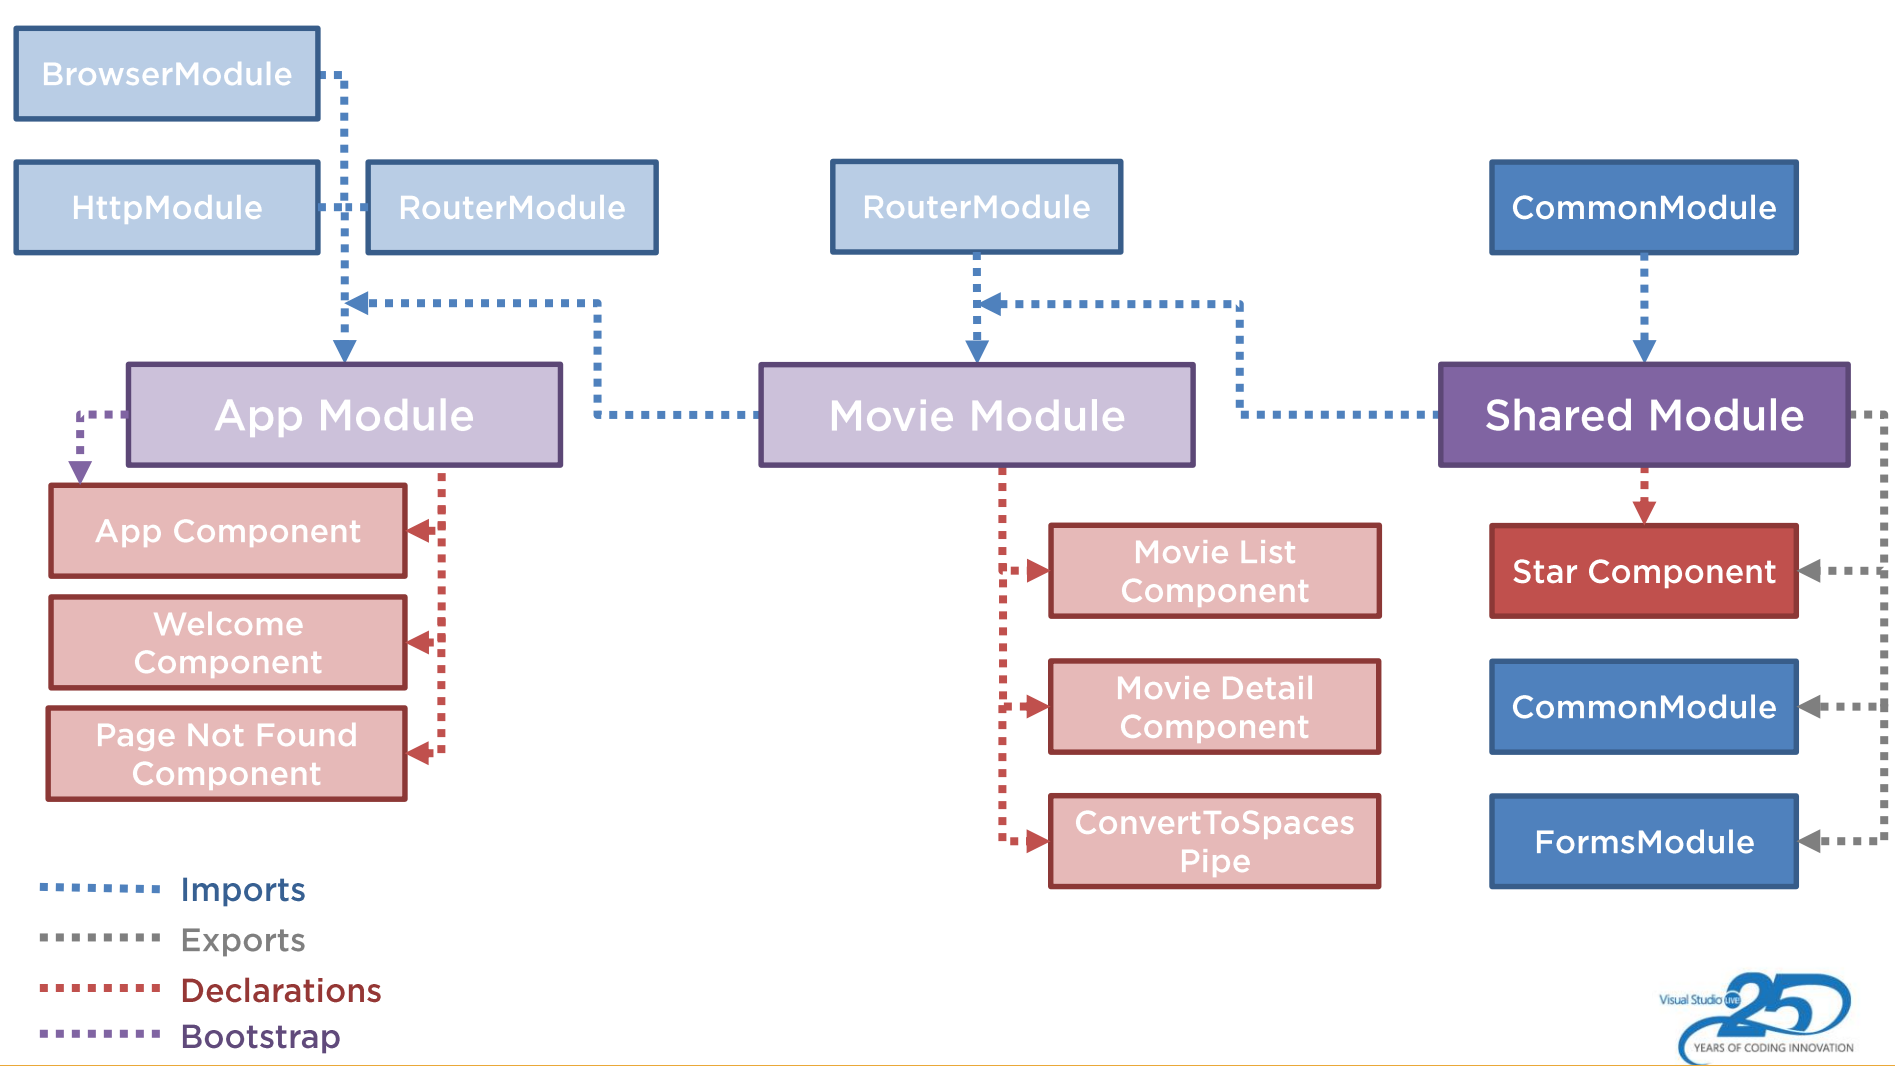 BrowserModule
HttpModule
RouterModule
RouterModule
CommonModule
App Module
Movie Module
Shared Module
App Component
Welcome
Component
Page Not Found
Component
Movie List
Component
Movie Detail
Component
ConvertToSpaces
Pipe
Star Component
CommonModule
FormsModule
Imports
Exports
Declarations
Bootstrap
Visual Studio LIVE! 25
YEARS OF CODING INNOVATION